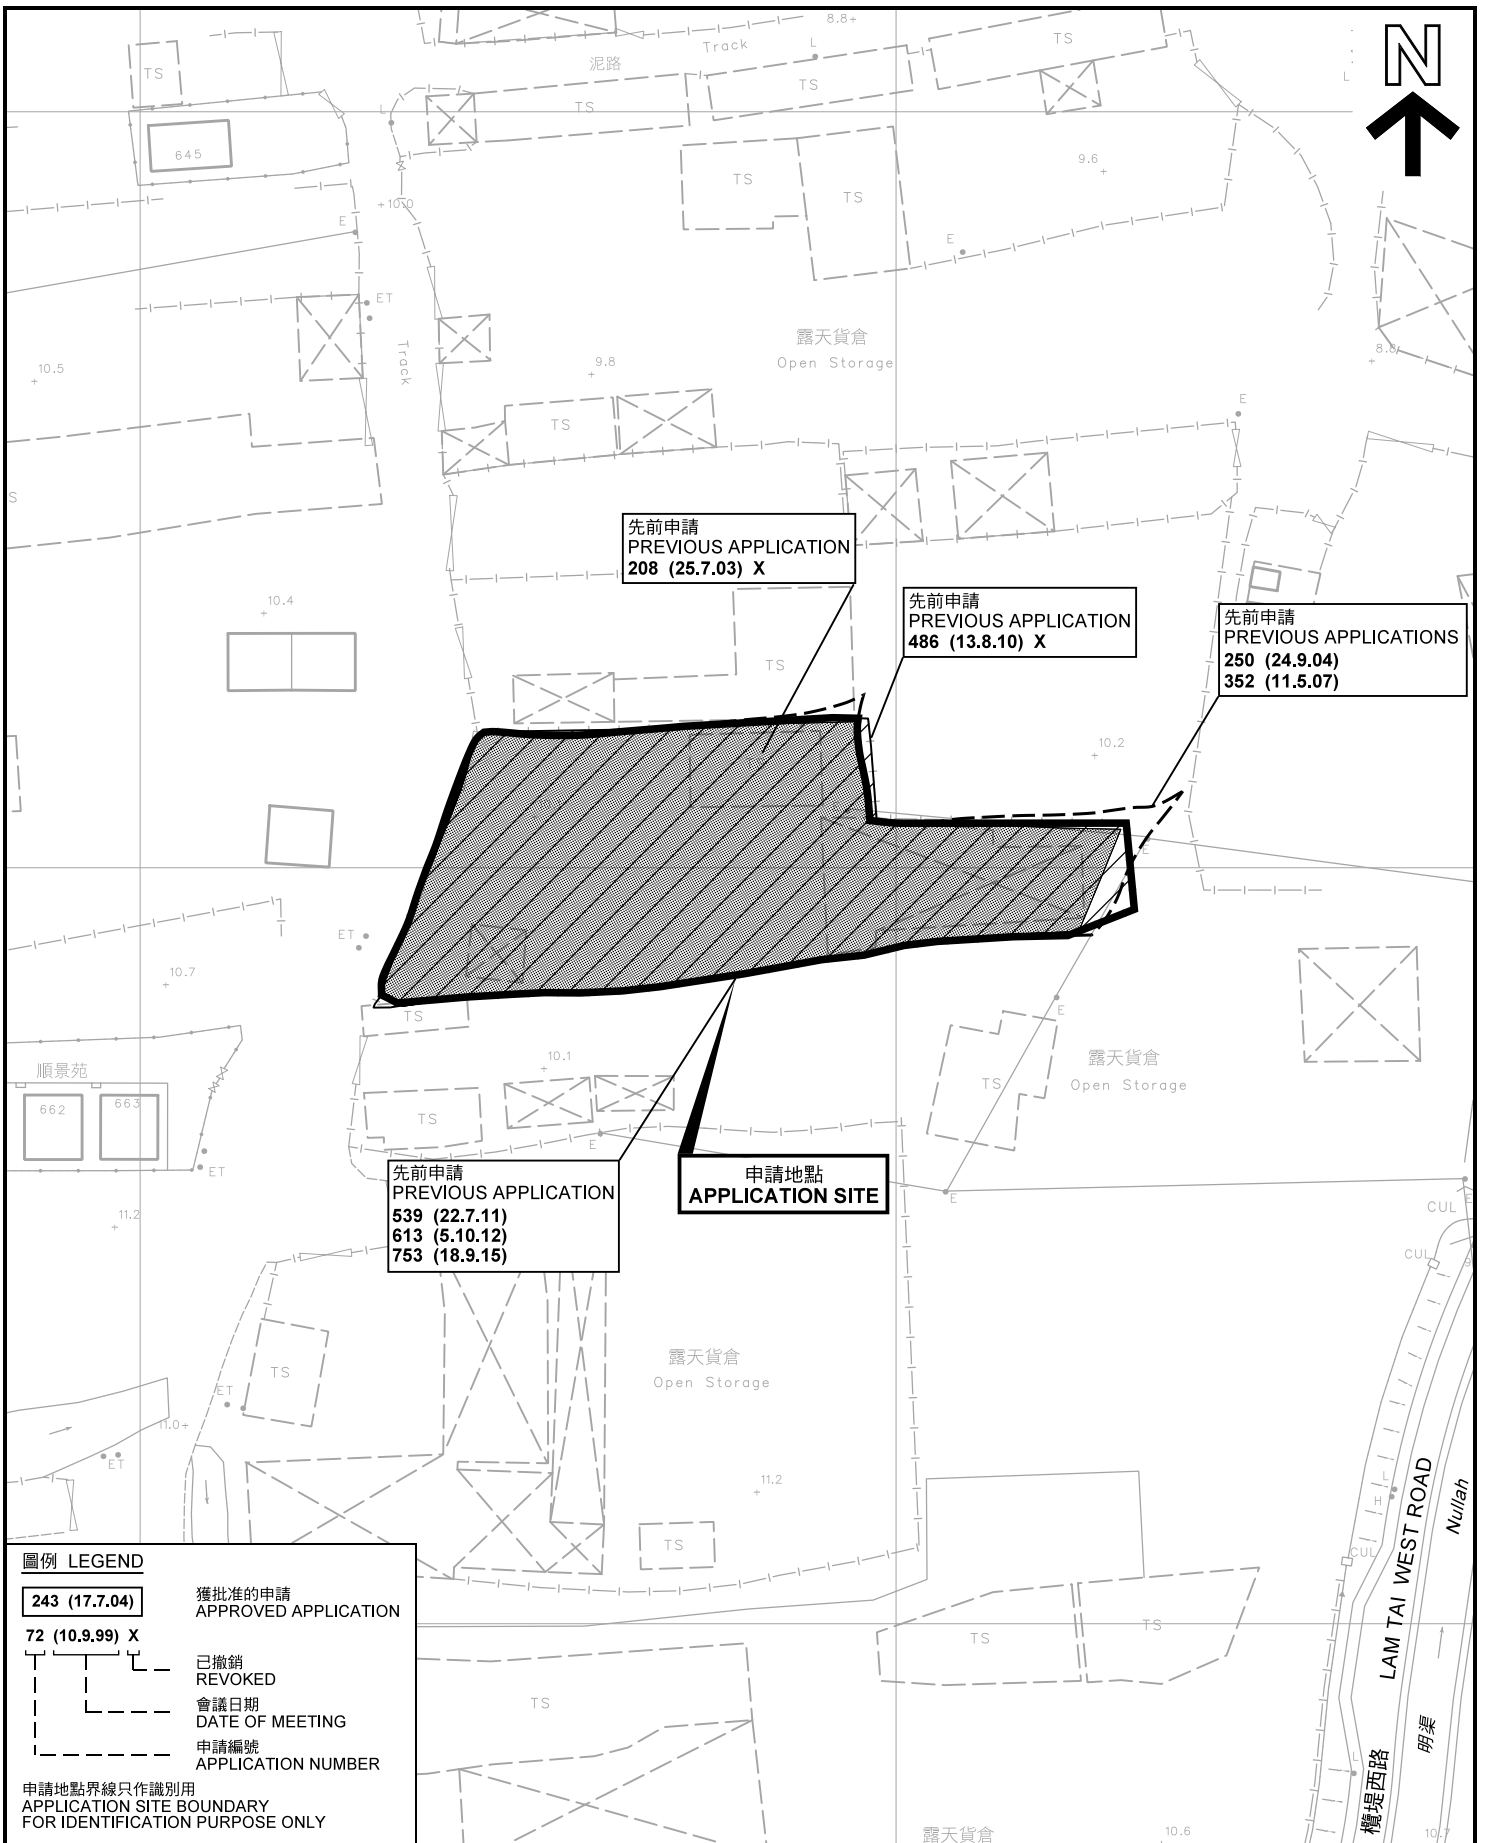 8.8
Track
泥路
L
TS
TS
TS
TS
TS
L
L
N
645
TS
TS
9.6
10.0
E
E
ET
Track
露天貨倉
Open Storage
10.5
9.8
8.8
TS
E
S
先前申請
PREVIOUS APPLICATION
208 (25.7.03) X
先前申請
PREVIOUS APPLICATION
486 (13.8.10) X
先前申請
PREVIOUS APPLICATIONS
250 (24.9.04)
352 (11.5.07)
10.4
TS
10.2
E
ET
10.7
TS
E
順景苑
662
663
10.1
TS
TS
露天貨倉
Open Storage
E
ET
先前申請
PREVIOUS APPLICATION
539 (22.7.11)
613 (5.10.12)
753 (18.9.15)
申請地點
APPLICATION SITE
E
E
11.2
CUL
CUL
9
TS
露天貨倉
Open Storage
ET
11.0
ET
11.2
L
H
CUL
TS
LAM TAI WEST ROAD
欖堤西路
Nullah
明渠
TS
TS
TS
L
露天貨倉
10.6
10.7
圖例 LEGEND
243 (17.7.04)
獲批准的申請
APPROVED APPLICATION
72 (10.9.99) X
已撤銷
REVOKED
會議日期
DATE OF MEETING
申請編號
APPLICATION NUMBER
申請地點界線只作識別用
APPLICATION SITE BOUNDARY
FOR IDENTIFICATION PURPOSE ONLY